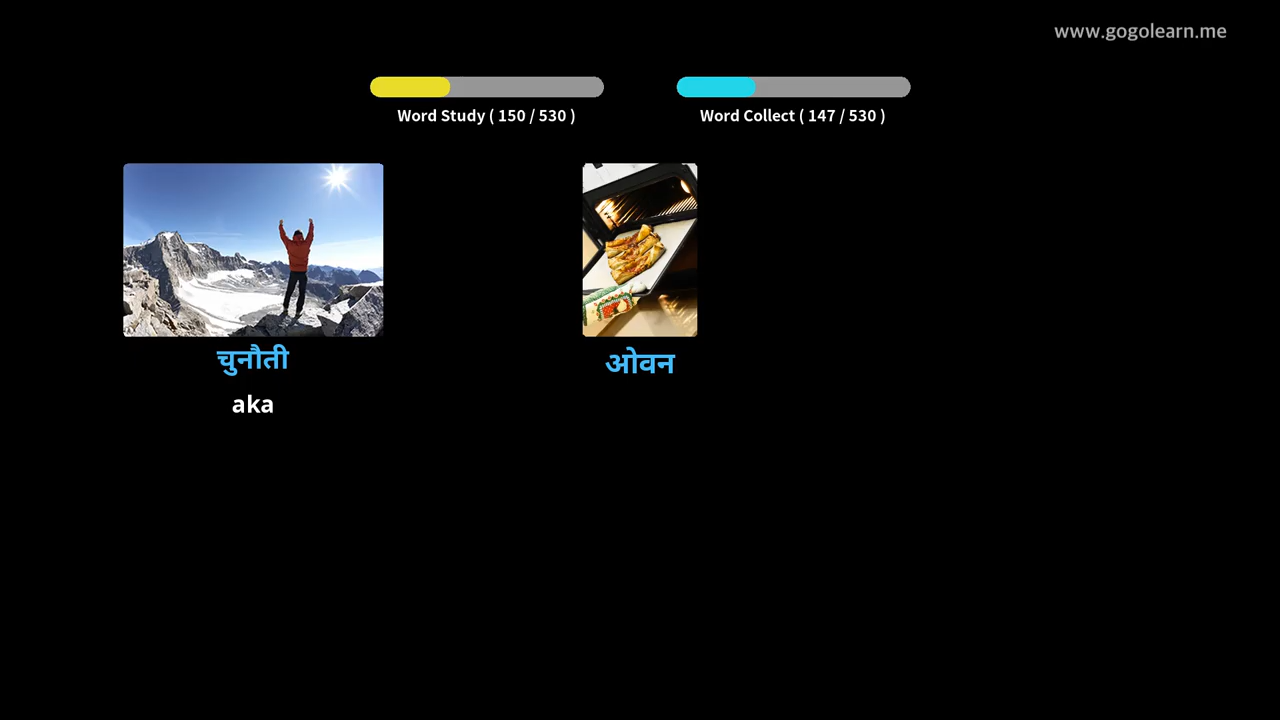 www.gogolearn.me
Word Study ( 150 / 530 )
Word Collect ( 147 / 530 )
चुनौती
ओवन
aka